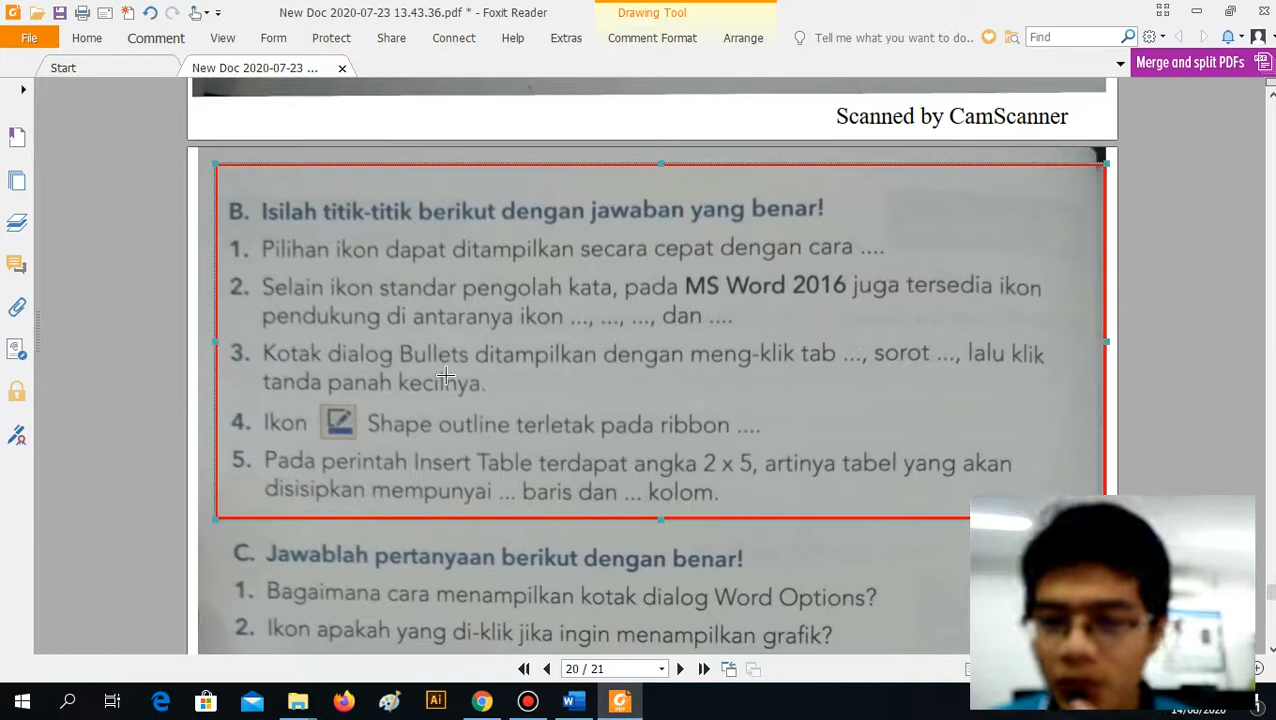 New Doc 2020-07-23 13.43.36.pdf * - Foxit Reader
Drawing Tool
File Home Comment View Form Protect Share Connect Help Extras Comment Format Arrange Tell me what you want to do.. Find
Start New Doc 2020-07-23 ... Merge and split PDFs
Scanned by CamScanner
B. Isilah titik-titik berikut dengan jawaban yang benar!
1. Pilihan ikon dapat ditampilkan secara cepat dengan cara ....
2. Selain ikon standar pengolah kata, pada MS Word 2016 juga tersedia ikon
pendukung di antaranya ikon ..., ..., ..., dan ....
3. Kotak dialog Bullets ditampilkan dengan meng-klik tab ..., sorot ..., lalu klik
tanda panah kecilnya.
4. Ikon Shape outline terletak pada ribbon ....
5. Pada perintah Insert Table terdapat angka 2 x 5, artinya tabel yang akan
disisipkan mempunyai ... baris dan ... kolom.
C. Jawablah pertanyaan berikut dengan benar!
1. Bagaimana cara menampilkan kotak dialog Word Options?
2. Ikon apakah yang di-klik jika ingin menampilkan grafik?
20 / 21
Ai
PDF
14/08/2020